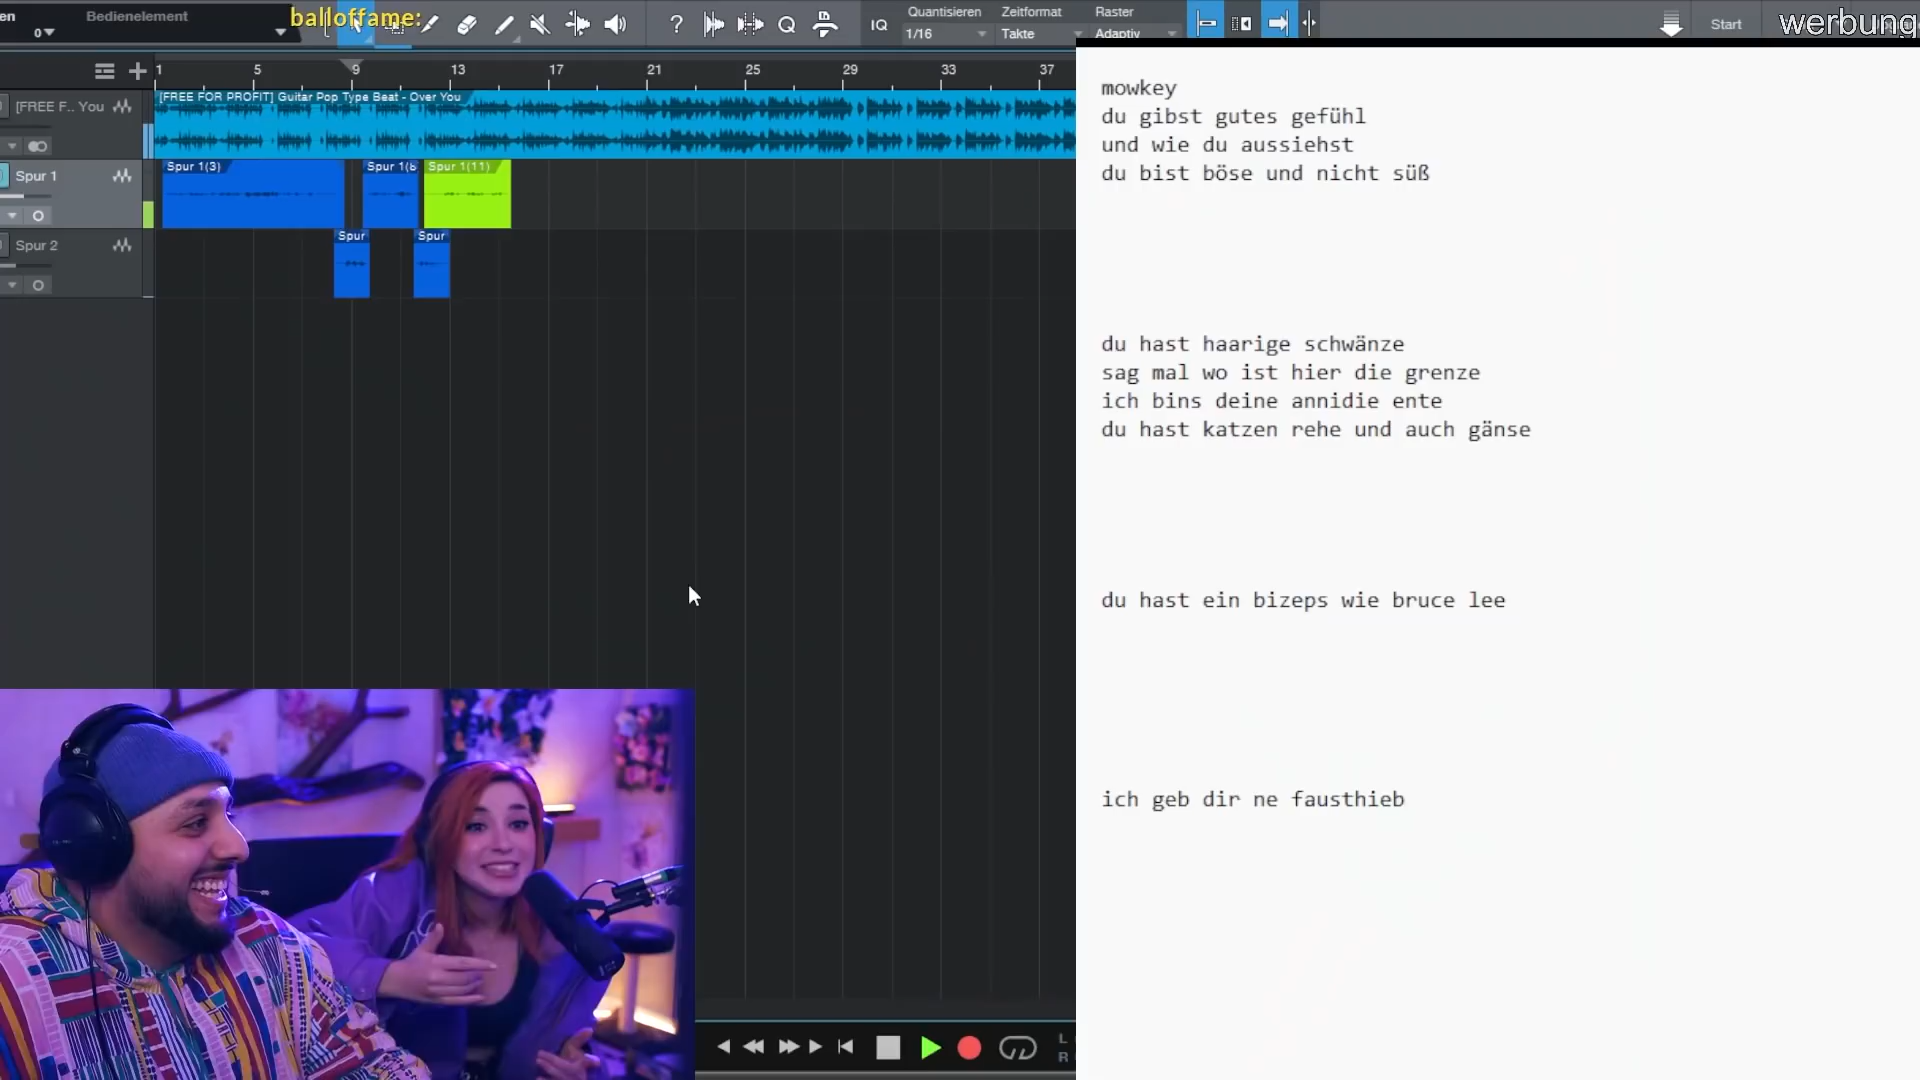 en
Bedienelement
balloffame:
0
?
IQ
Quantisieren
1/16
Zeitformat
Takte
Raster
Adaptiv
Start
werbung
1
5
9
13
17
21
25
29
33
37
[FREE F.. You
[FREE FOR PROFIT] Guitar Pop Type Beat - Over You
Spur 1
Spur 1(3)
Spur 1(8
Spur 1(11)
Spur 2
Spur
Spur
mowkey
du gibst gutes gefühl
und wie du aussiehst
du bist böse und nicht süß
du hast haarige schwänze
sag mal wo ist hier die grenze
ich bins deine annidie ente
du hast katzen rehe und auch gänse
du hast ein bizeps wie bruce lee
ich geb dir ne fausthieb
L
R